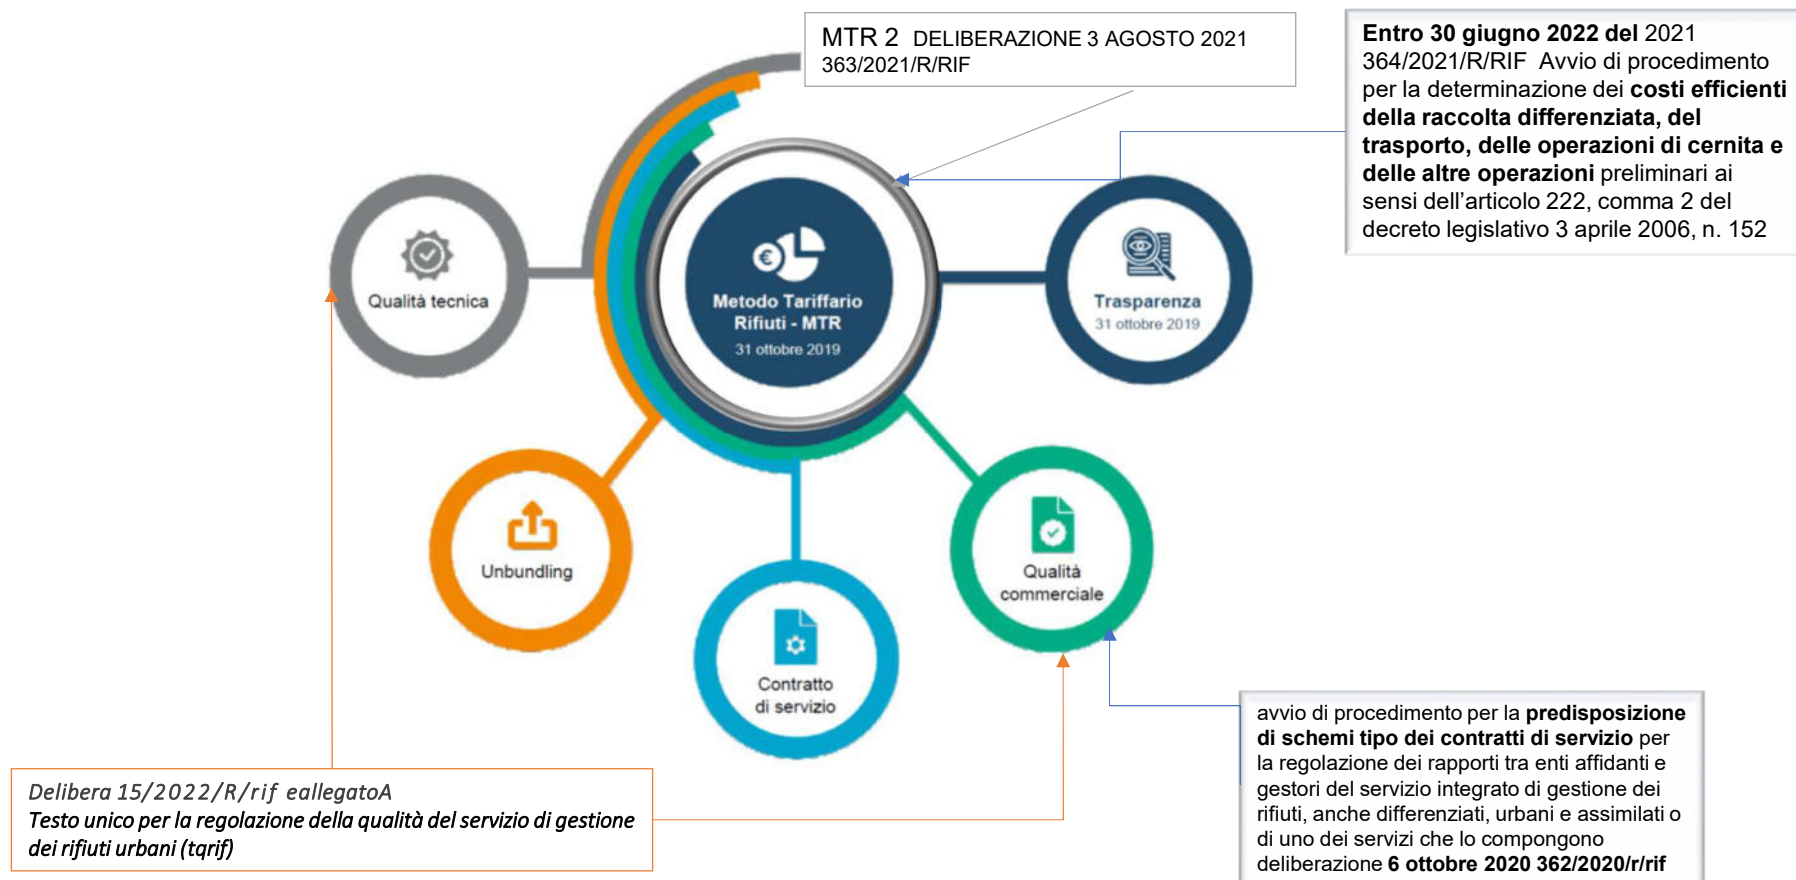 MTR 2 DELIBERAZIONE 3 AGOSTO 2021
363/2021/R/RIF
Entro 30 giugno 2022 del 2021
364/2021/R/RIF Avvio di procedimento
per la determinazione dei costi efficienti
della raccolta differenziata, del
trasporto, delle operazioni di cernita e
delle altre operazioni preliminari ai
sensi dell’articolo 222, comma 2 del
decreto legislativo 3 aprile 2006, n. 152
Qualità tecnica
Metodo Tariffario
Rifiuti - MTR
31 ottobre 2019
Trasparenza
31 ottobre 2019
Unbundling
Qualità
commerciale
Contratto
di servizio
Delibera 15/2022/R/rif eallegatoA
Testo unico per la regolazione della qualità del servizio di gestione
dei rifiuti urbani (tqrif)
avvio di procedimento per la predisposizione
di schemi tipo dei contratti di servizio per
la regolazione dei rapporti tra enti affidanti e
gestori del servizio integrato di gestione dei
rifiuti, anche differenziati, urbani e assimilati o
di uno dei servizi che lo compongono
deliberazione 6 ottobre 2020 362/2020/r/rif